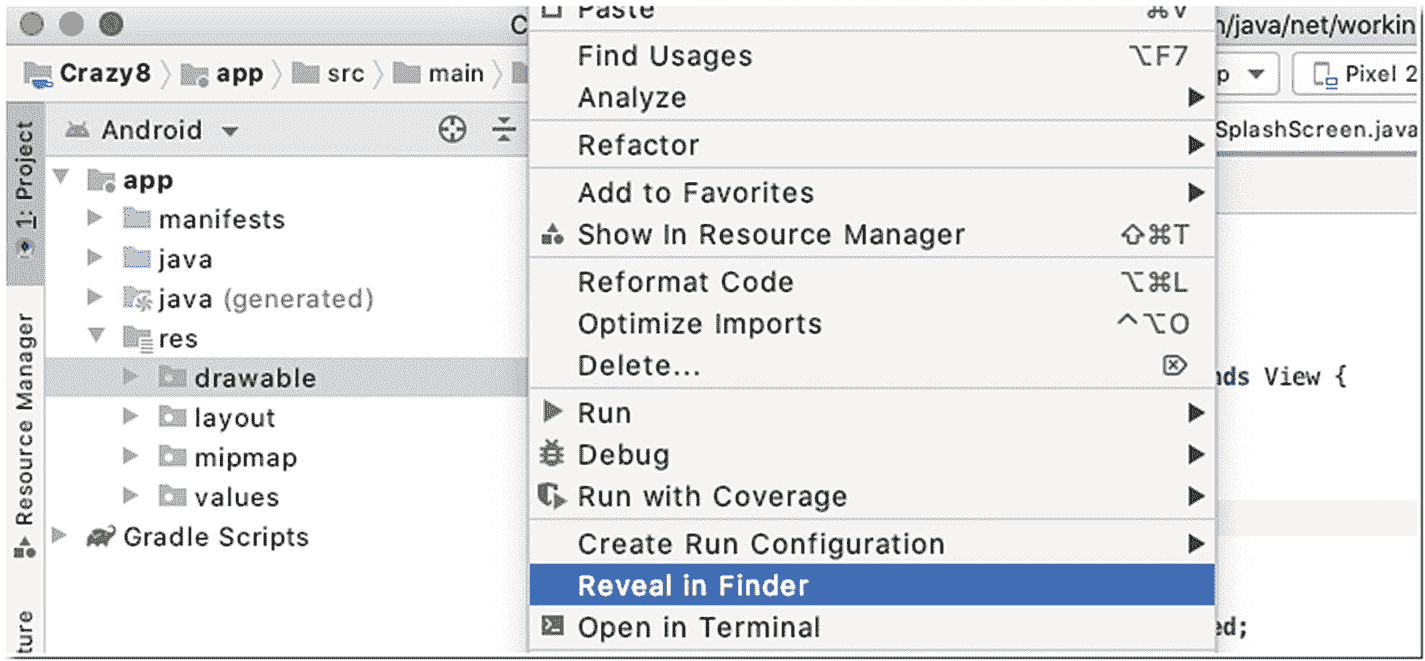 Crazy8 app src main
1: Project
Resource Manager
Android
app
manifests
java
java (generated)
res
drawable
layout
mipmap
values
Gradle Scripts
Paste ⌘V
Find Usages ⌥F7
Analyze
Refactor
Add to Favorites
Show In Resource Manager ⇧⌘T
Reformat Code ⌥⌘L
Optimize Imports ^⌥O
Delete... ⌦
Run
Debug
Run with Coverage
Create Run Configuration
Reveal in Finder
Open in Terminal
/java/net/workin
Pixel 2
SplashScreen.java
nds View {
ed;